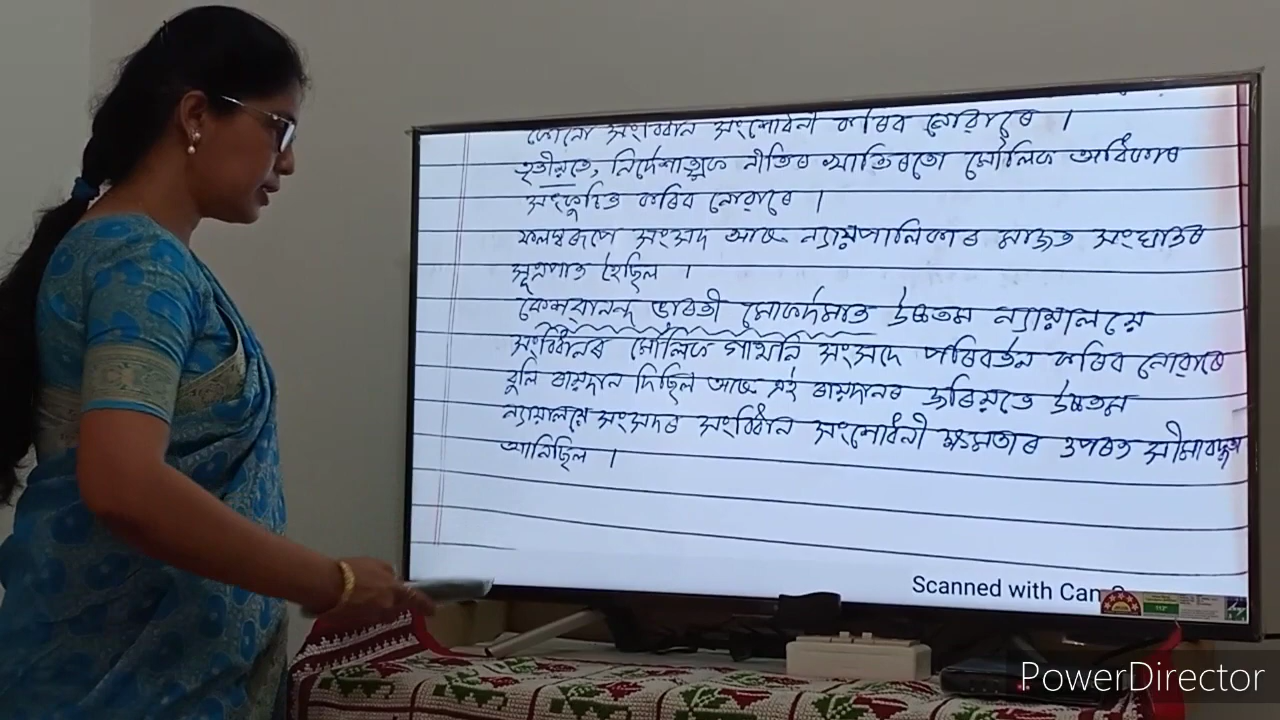 কোনো সংবিধান সংশোধনী কৰিব নোৱাৰে ।
তৃতীয়তে, নিৰ্দেশাত্মক নীতিৰ খাতিৰতো মৌলিক অধিকাৰ
সংকুচিত কৰিব নোৱাৰে ।
ফলস্বৰূপে সংসদ আৰু ন্যায়পালিকাৰ মাজত সংঘাতৰ
সূত্ৰপাত হৈছিল ।
কেশৱানন্দ ভাৰতী মোকৰ্দমাত উচ্চতম ন্যায়ালয়ে
সংবিধানৰ মৌলিক গাথনি সংসদে পৰিবৰ্তন কৰিব নোৱাৰে
বুলি ৰায়দান দিছিল আৰু এই ৰায়দানৰ জৰিয়তে উচ্চতম
ন্যায়ালয়ে সংসদৰ সংবিধান সংশোধনী ক্ষমতাৰ ওপৰত সীমাবদ্ধতা
আনিছিল ।
Scanned with Cam
PowerDirector